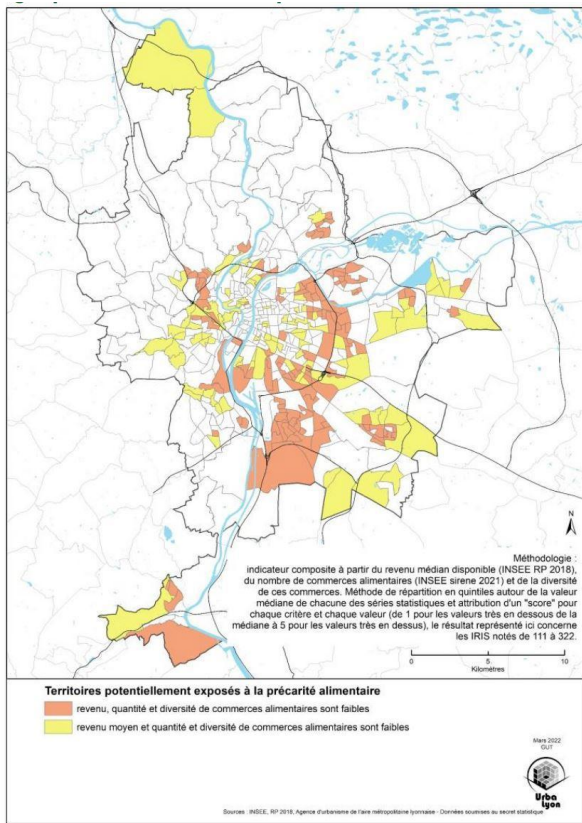 N
Méthodologie :
indicateur composite à partir du revenu médian disponible (INSEE RP 2018),
du nombre de commerces alimentaires (INSEE sirene 2021) et de la diversité
de ces commerces. Méthode de répartition en quintiles autour de la valeur
médiane de chacune des séries statistiques et attribution d'un "score" pour
chaque critère et chaque valeur (de 1 pour les valeurs très en dessous de la
médiane à 5 pour les valeurs très en dessus), le résultat représenté ici concerne
les IRIS notés de 111 à 322.
0 5 10
Kilomètres
Territoires potentiellement exposés à la précarité alimentaire
revenu, quantité et diversité de commerces alimentaires sont faibles
revenu moyen et quantité et diversité de commerces alimentaires sont faibles
Mars 2022
GUT
Urba
Lyon
Sources : INSEE, RP 2018, Agence d'urbanisme de l'aire métropolitaine lyonnaise - Données soumises au secret statistique